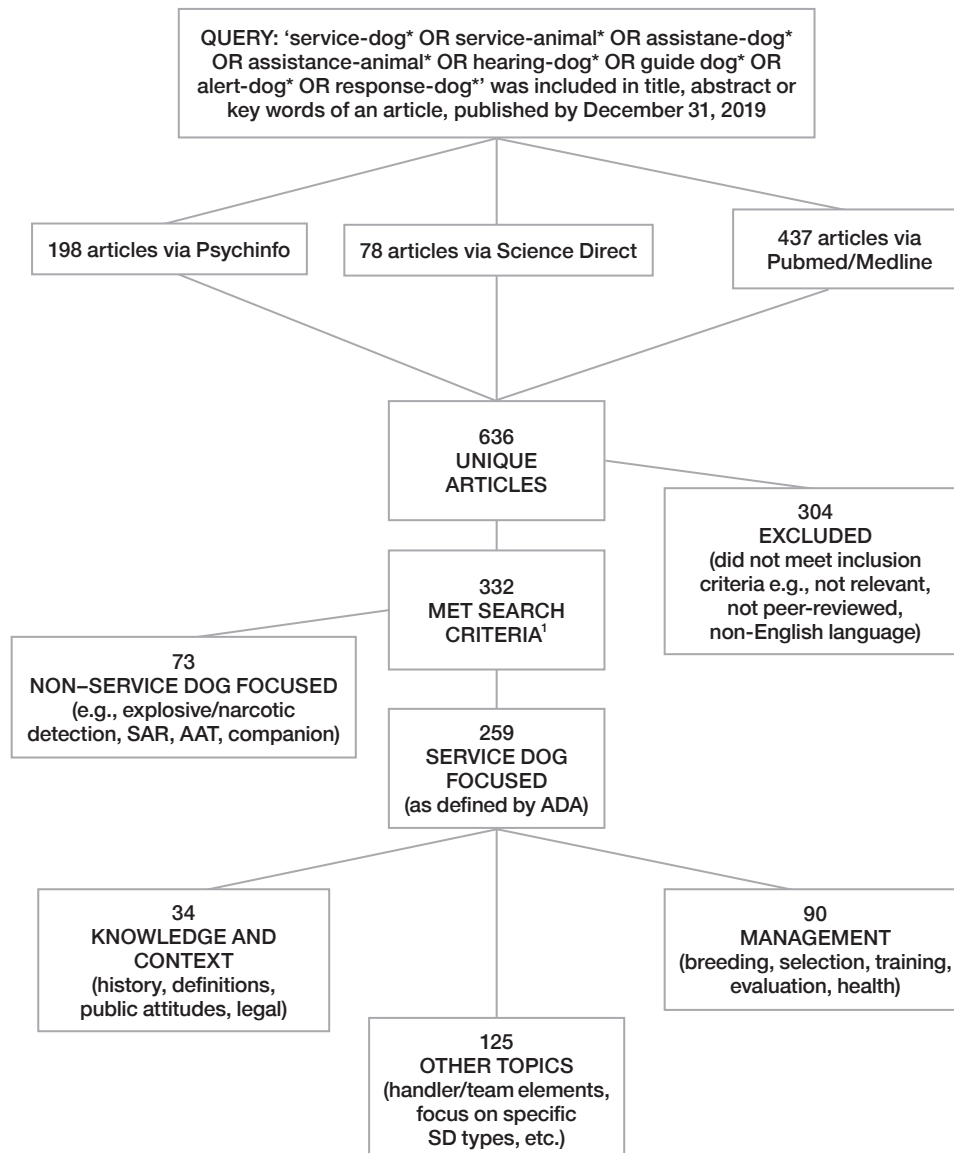 QUERY: ‘service-dog* OR service-animal* OR assistane-dog*
OR assistance-animal* OR hearing-dog* OR guide dog* OR
alert-dog* OR response-dog*’ was included in title, abstract or
key words of an article, published by December 31, 2019
198 articles via Psychinfo
78 articles via Science Direct
437 articles via
Pubmed/Medline
636
UNIQUE
ARTICLES
304
EXCLUDED
(did not meet inclusion
criteria e.g., not relevant,
not peer-reviewed,
non-English language)
332
MET SEARCH
CRITERIA¹
73
NON–SERVICE DOG FOCUSED
(e.g., explosive/narcotic
detection, SAR, AAT, companion)
259
SERVICE DOG
FOCUSED
(as defined by ADA)
34
KNOWLEDGE AND
CONTEXT
(history, definitions,
public attitudes, legal)
125
OTHER TOPICS
(handler/team elements,
focus on specific
SD types, etc.)
90
MANAGEMENT
(breeding, selection, training,
evaluation, health)